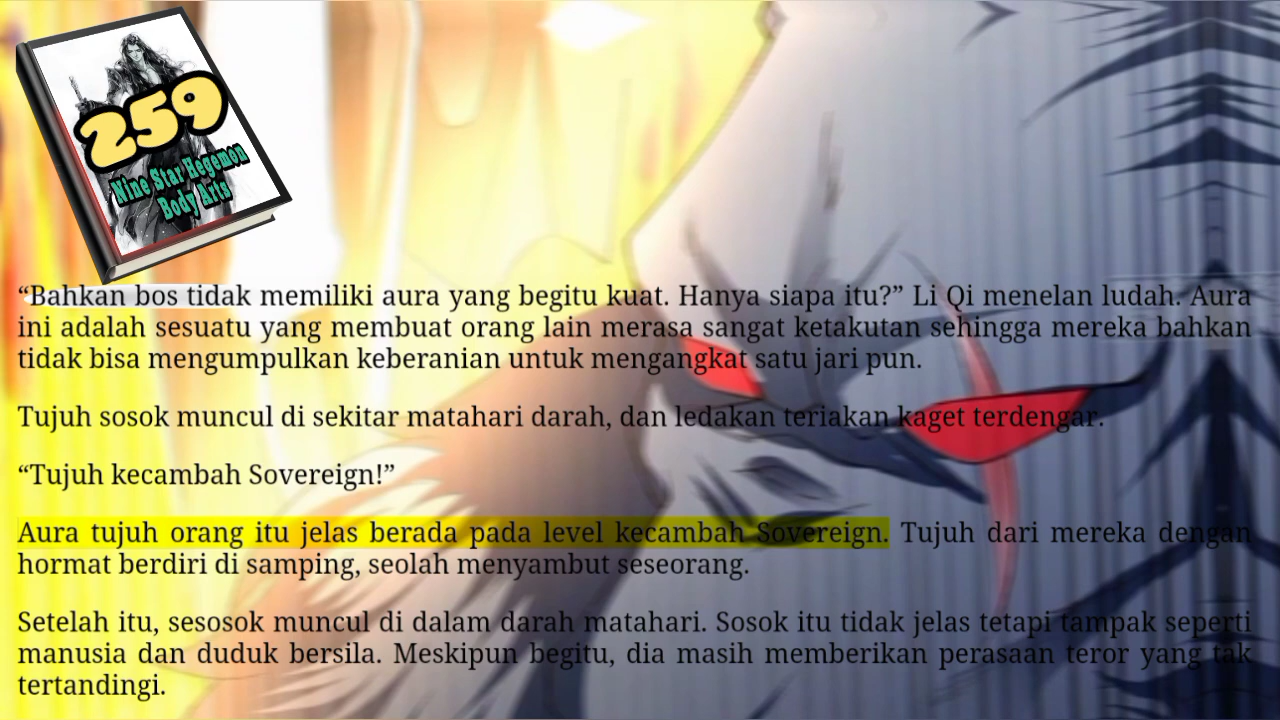 259
Nine Star Hegemon
Body Arts
“Bahkan bos tidak memiliki aura yang begitu kuat. Hanya siapa itu?” Li Qi menelan ludah. Aura
ini adalah sesuatu yang membuat orang lain merasa sangat ketakutan sehingga mereka bahkan
tidak bisa mengumpulkan keberanian untuk mengangkat satu jari pun.
Tujuh sosok muncul di sekitar matahari darah, dan ledakan teriakan kaget terdengar.
“Tujuh kecambah Sovereign!”
Aura tujuh orang itu jelas berada pada level kecambah Sovereign. Tujuh dari mereka dengan
hormat berdiri di samping, seolah menyambut seseorang.
Setelah itu, sesosok muncul di dalam darah matahari. Sosok itu tidak jelas tetapi tampak seperti
manusia dan duduk bersila. Meskipun begitu, dia masih memberikan perasaan teror yang tak
tertandingi.